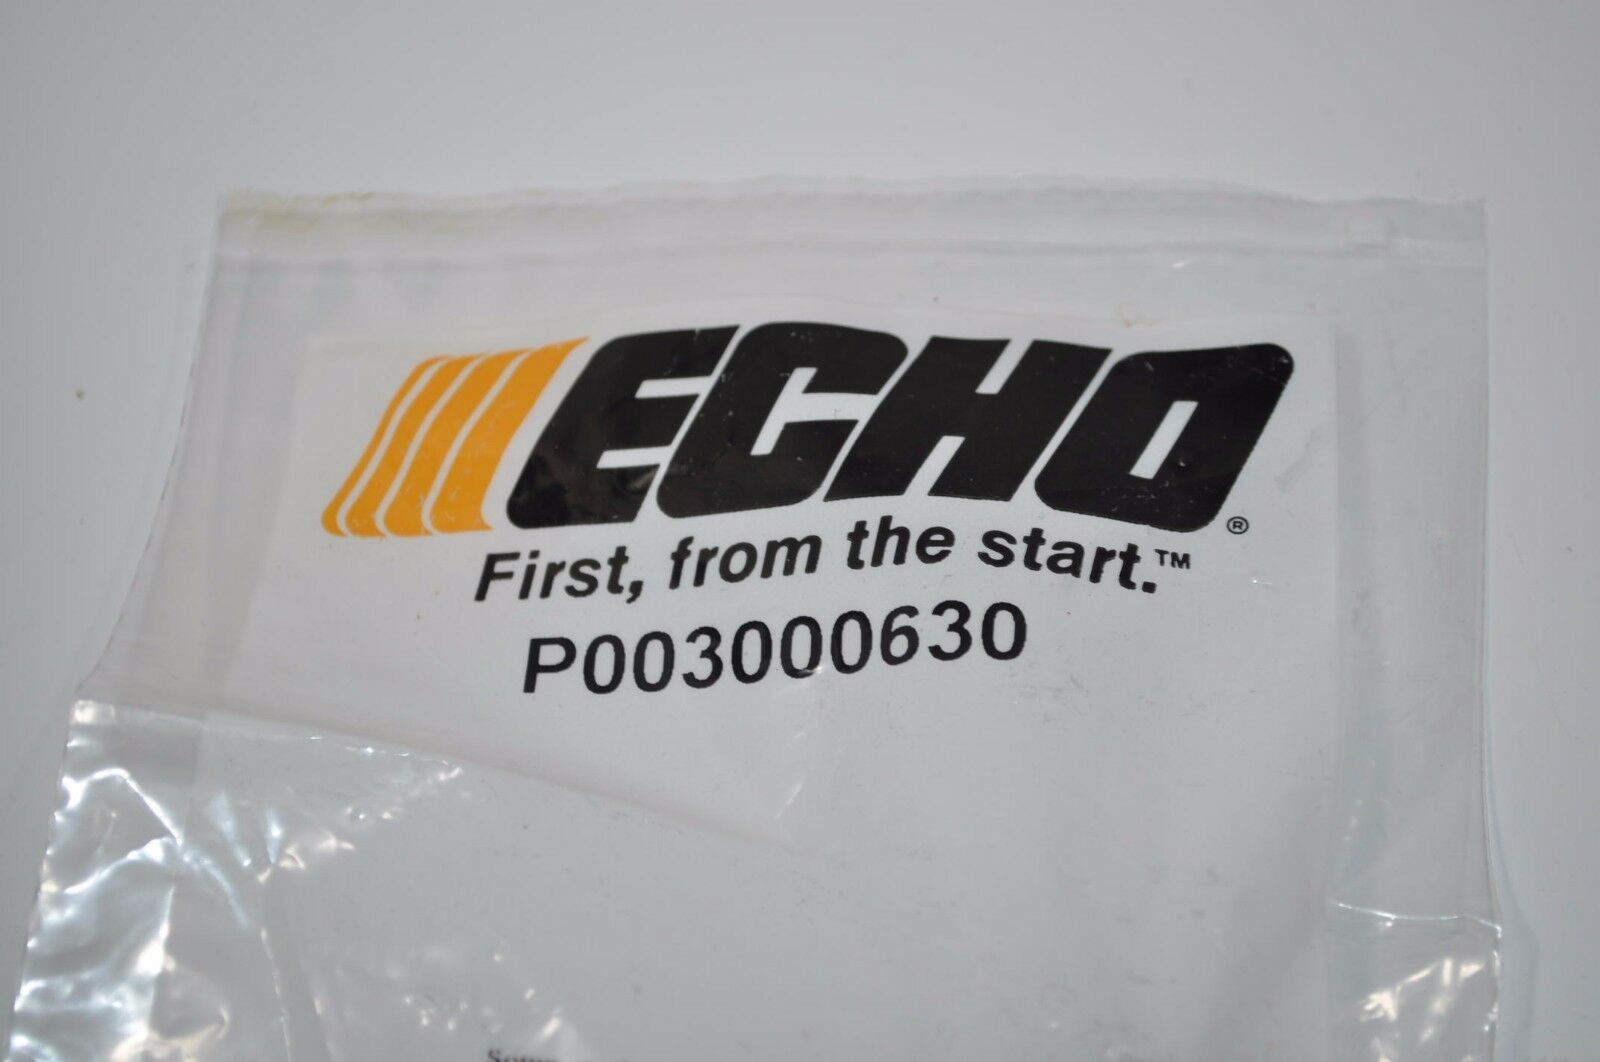 ECHO®
First, from the start.™
P003000630